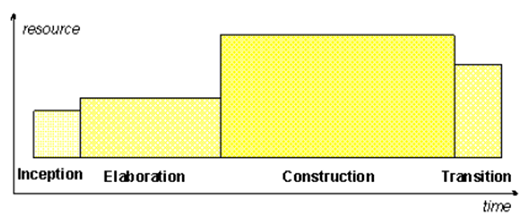 resource
Inception
Elaboration
Construction
Transition
time